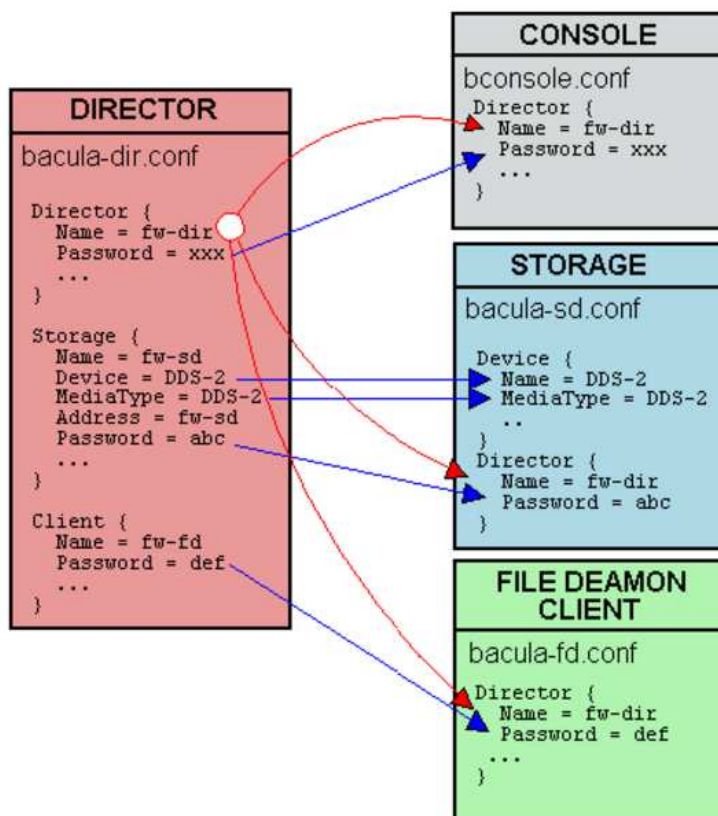 DIRECTOR
bacula-dir.conf
Director {
Name = fw-dir
Password = xxx
...
}
Storage {
Name = fw-sd
Device = DDS-2
MediaType = DDS-2
Address = fw-sd
Password = abc
...
}
Client {
Name = fw-fd
Password = def
...
}
CONSOLE
bconsole.conf
Director {
Name = fw-dir
Password = xxx
...
}
STORAGE
bacula-sd.conf
Device {
Name = DDS-2
MediaType = DDS-2
..
}
Director {
Name = fw-dir
Password = abc
}
FILE DEAMON
CLIENT
bacula-fd.conf
Director {
Name = fw-dir
Password = def
...
}